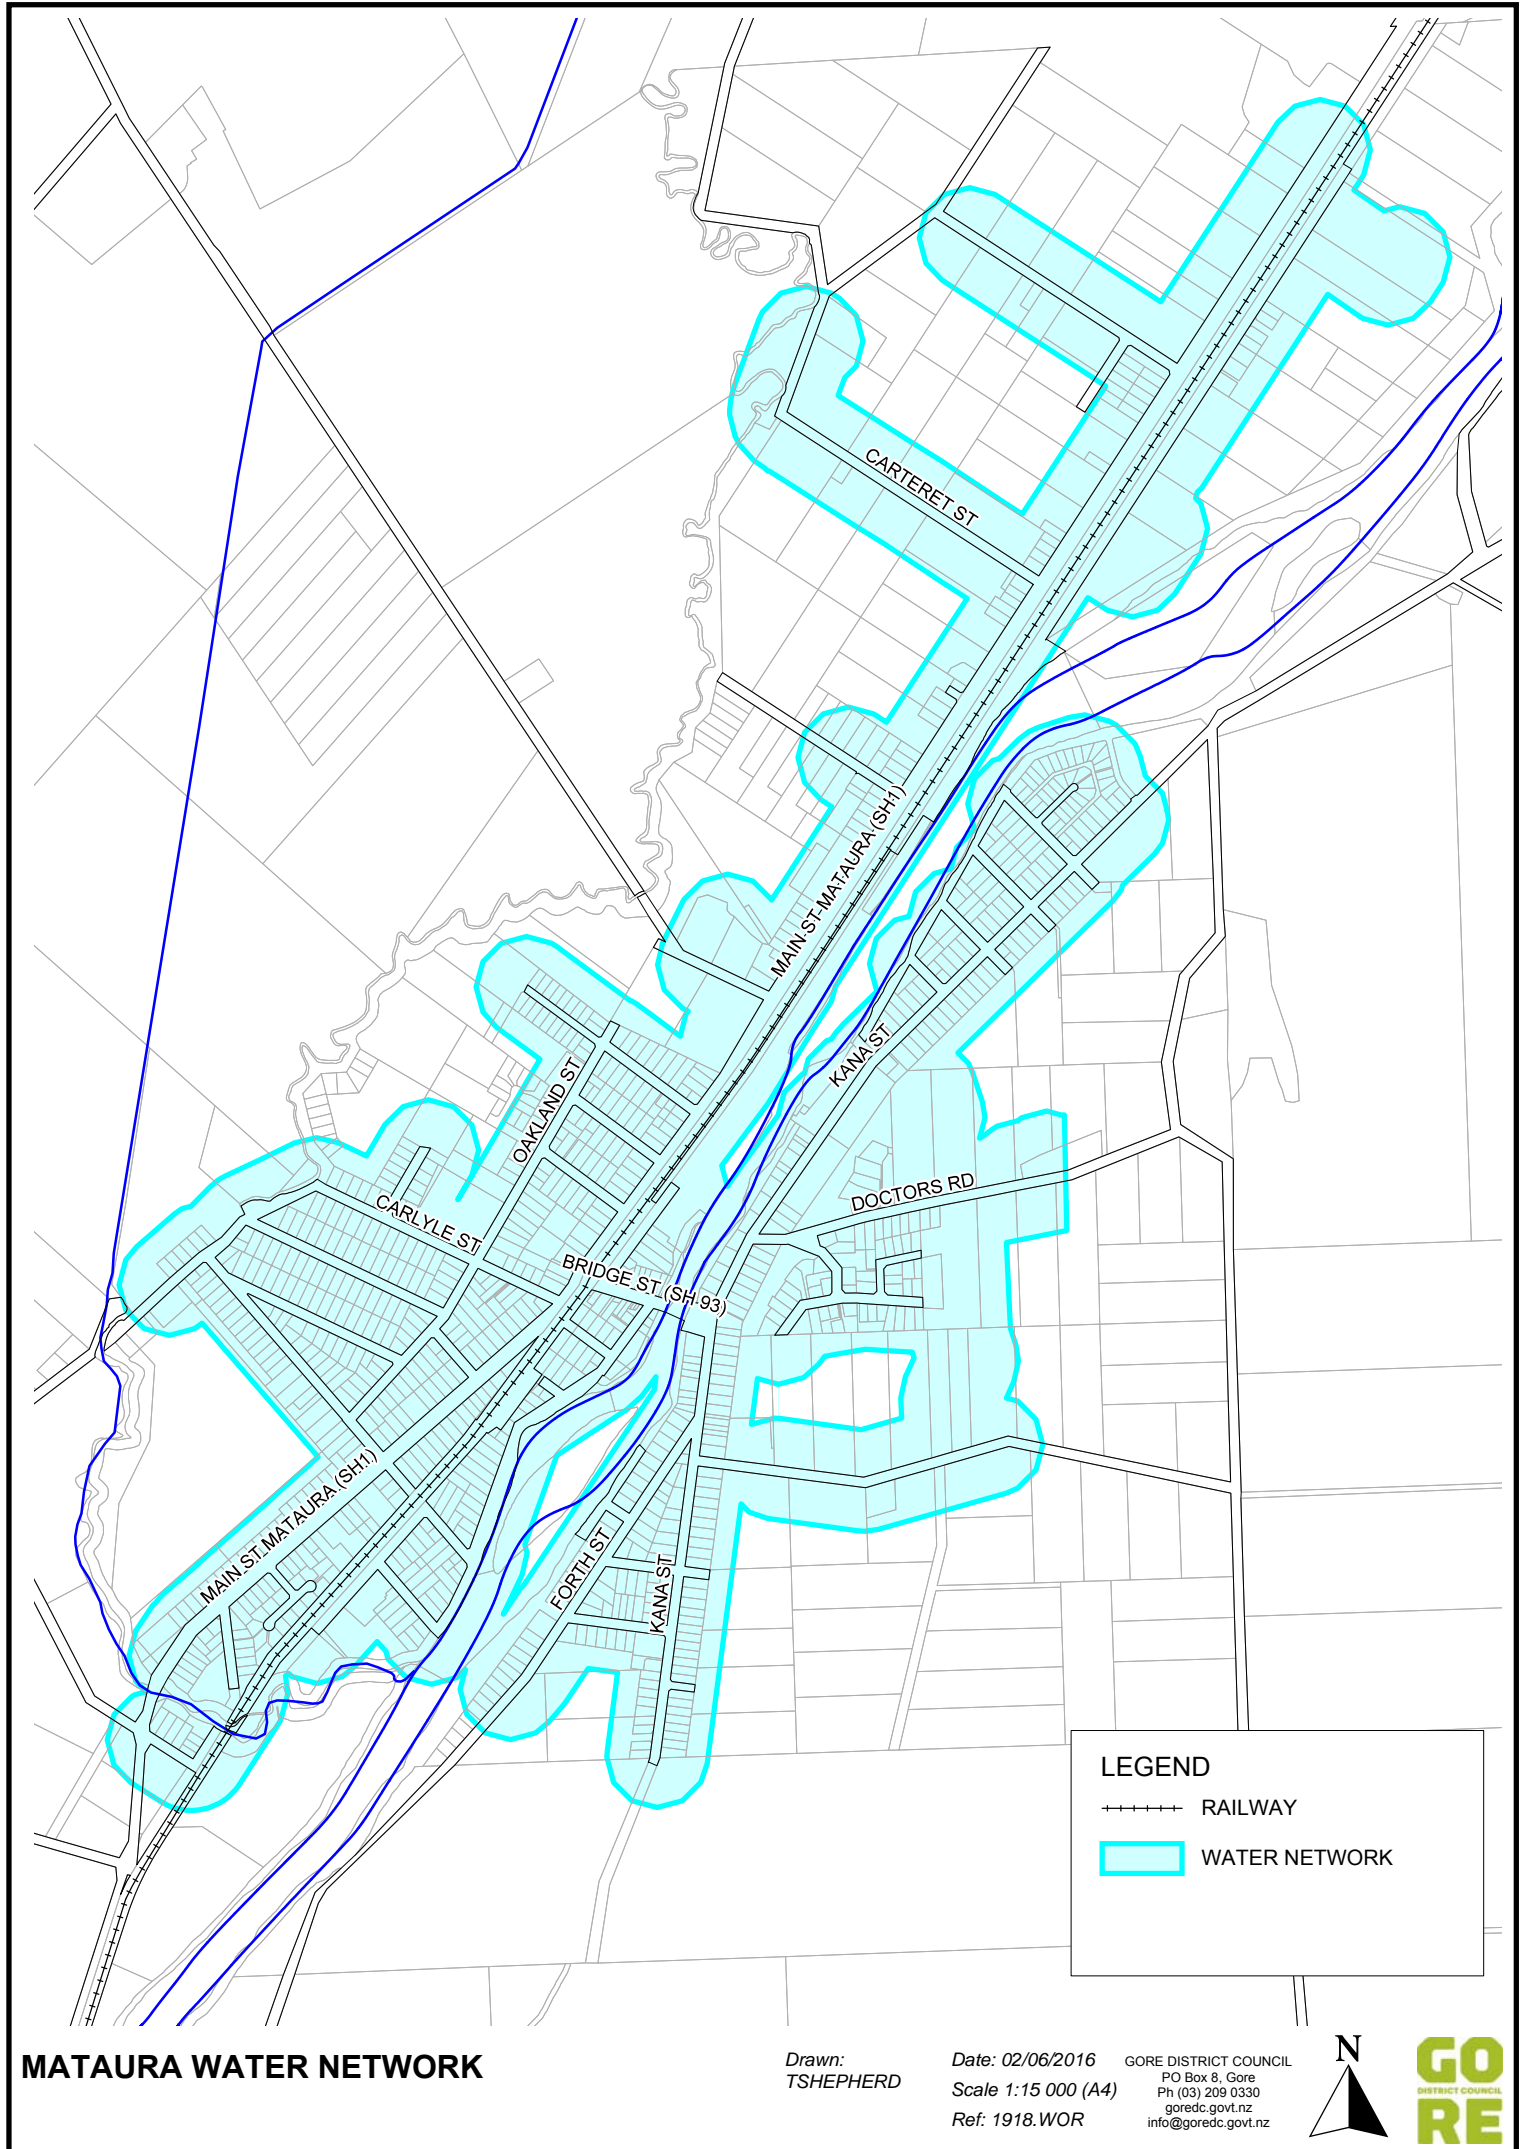 CARTERET ST
MAIN ST MATAURA (SH1)
KANA ST
OAKLAND ST
DOCTORS RD
CARLYLE ST
BRIDGE ST (SH 93)
MAIN ST MATAURA (SH1)
FORTH ST
KANA ST
LEGEND
RAILWAY
WATER NETWORK
MATAURA WATER NETWORK
Drawn:
TSHEPHERD
Date: 02/06/2016
Scale 1:15 000 (A4)
Ref: 1918.WOR
GORE DISTRICT COUNCIL
PO Box 8, Gore
Ph (03) 209 0330
goredc.govt.nz
info@goredc.govt.nz
N
GO
DISTRICT COUNCIL
RE